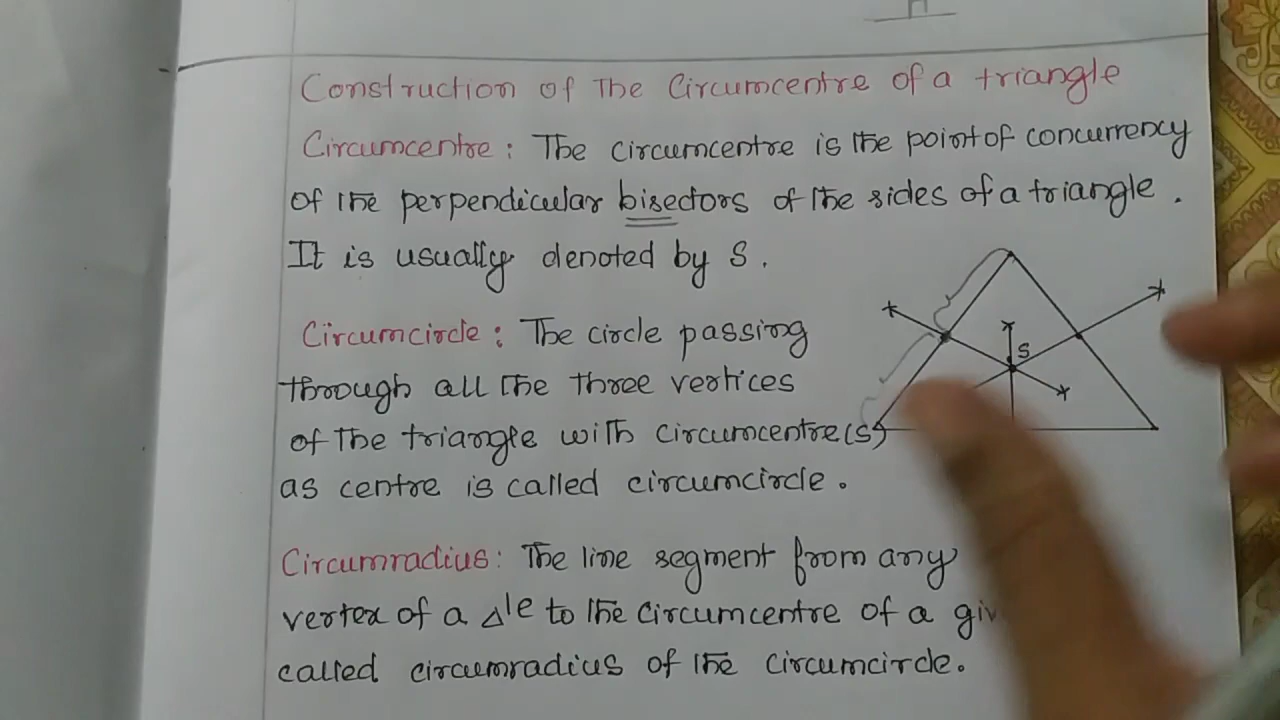 Construction of The Circumcentre of a triangle
Circumcentre : The circumcentre is the point of concurrency
of the perpendicular bisectors of the sides of a triangle .
It is usually denoted by S .
S
Circumcircle : The circle passing
through all the three vertices
of the triangle with circumcentre (S)
as centre is called circumcircle .
Circumradius : The line segment from any
vertex of a Δle to the circumcentre of a
called circumradius of the circumcircle .